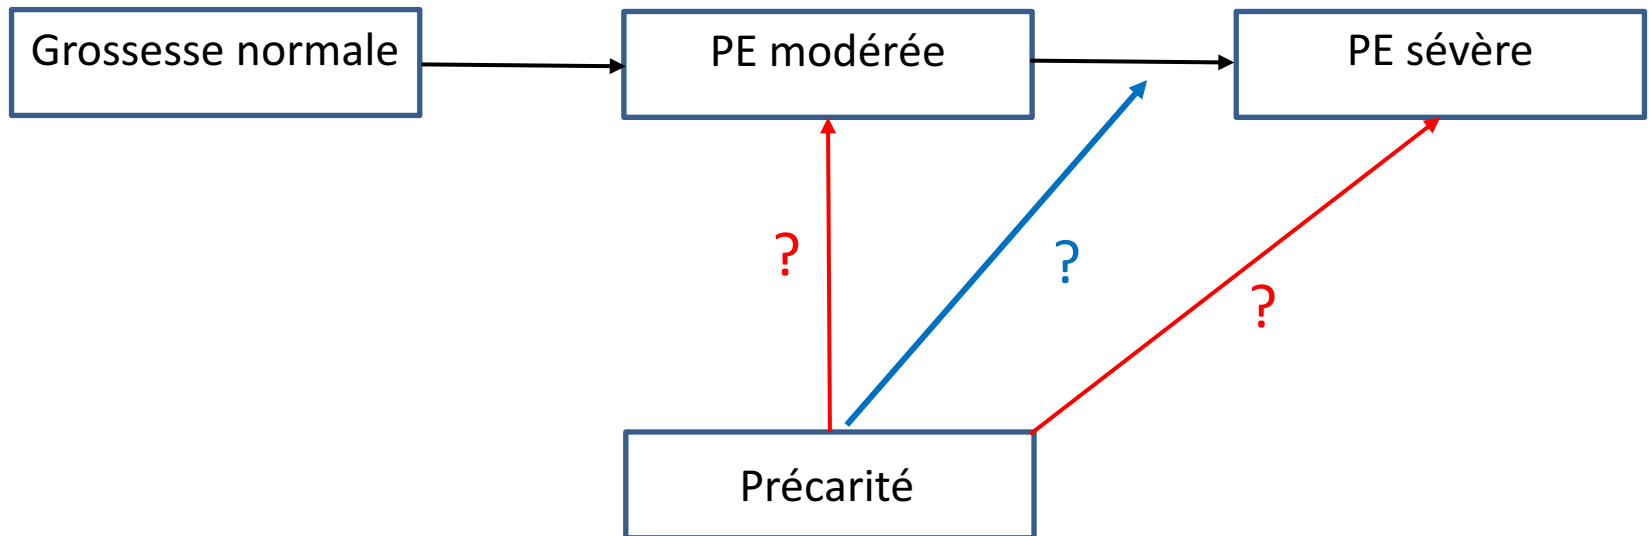 Grossesse normale
PE modérée
PE sévère
?
?
?
Précarité